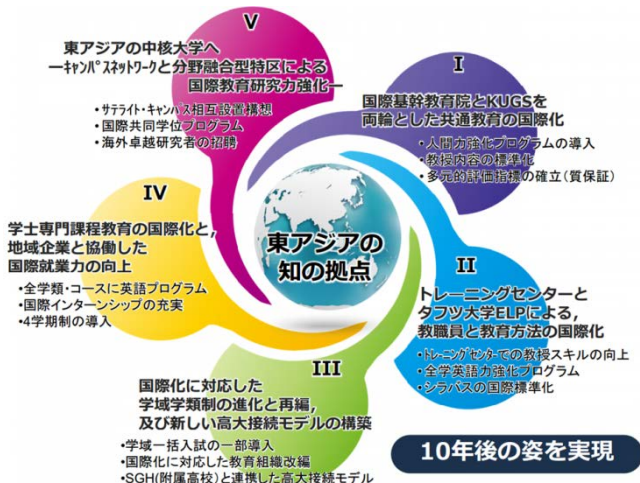 V
東アジアの中核大学へ
ーキャンパスネットワークと分野融合型特区による
国際教育研究力強化ー
・サテライト・キャンパス相互設置構想
・国際共同学位プログラム
・海外卓越研究者の招聘
I
国際基幹教育院とKUGSを
両輪とした共通教育の国際化
・人間力強化プログラムの導入
・教授内容の標準化
・多元的評価指標の確立(質保証)
東アジアの
知の拠点
II
トレーニングセンターと
タフツ大学ELPによる,
教職員と教育方法の国際化
・トレーニングセンターでの教授スキルの向上
・全学英語力強化プログラム
・シラバスの国際標準化
III
国際化に対応した
学域学類制の進化と再編,
及び新しい高大接続モデルの構築
・学域一括入試の一部導入
・国際化に対応した教育組織改編
・SGH(附属高校)と連携した高大接続モデル
IV
学士専門課程教育の国際化と,
地域企業と協働した
国際就業力の向上
・全学類・コースに英語プログラム
・国際インターンシップの充実
・4学期制の導入
10年後の姿を実現